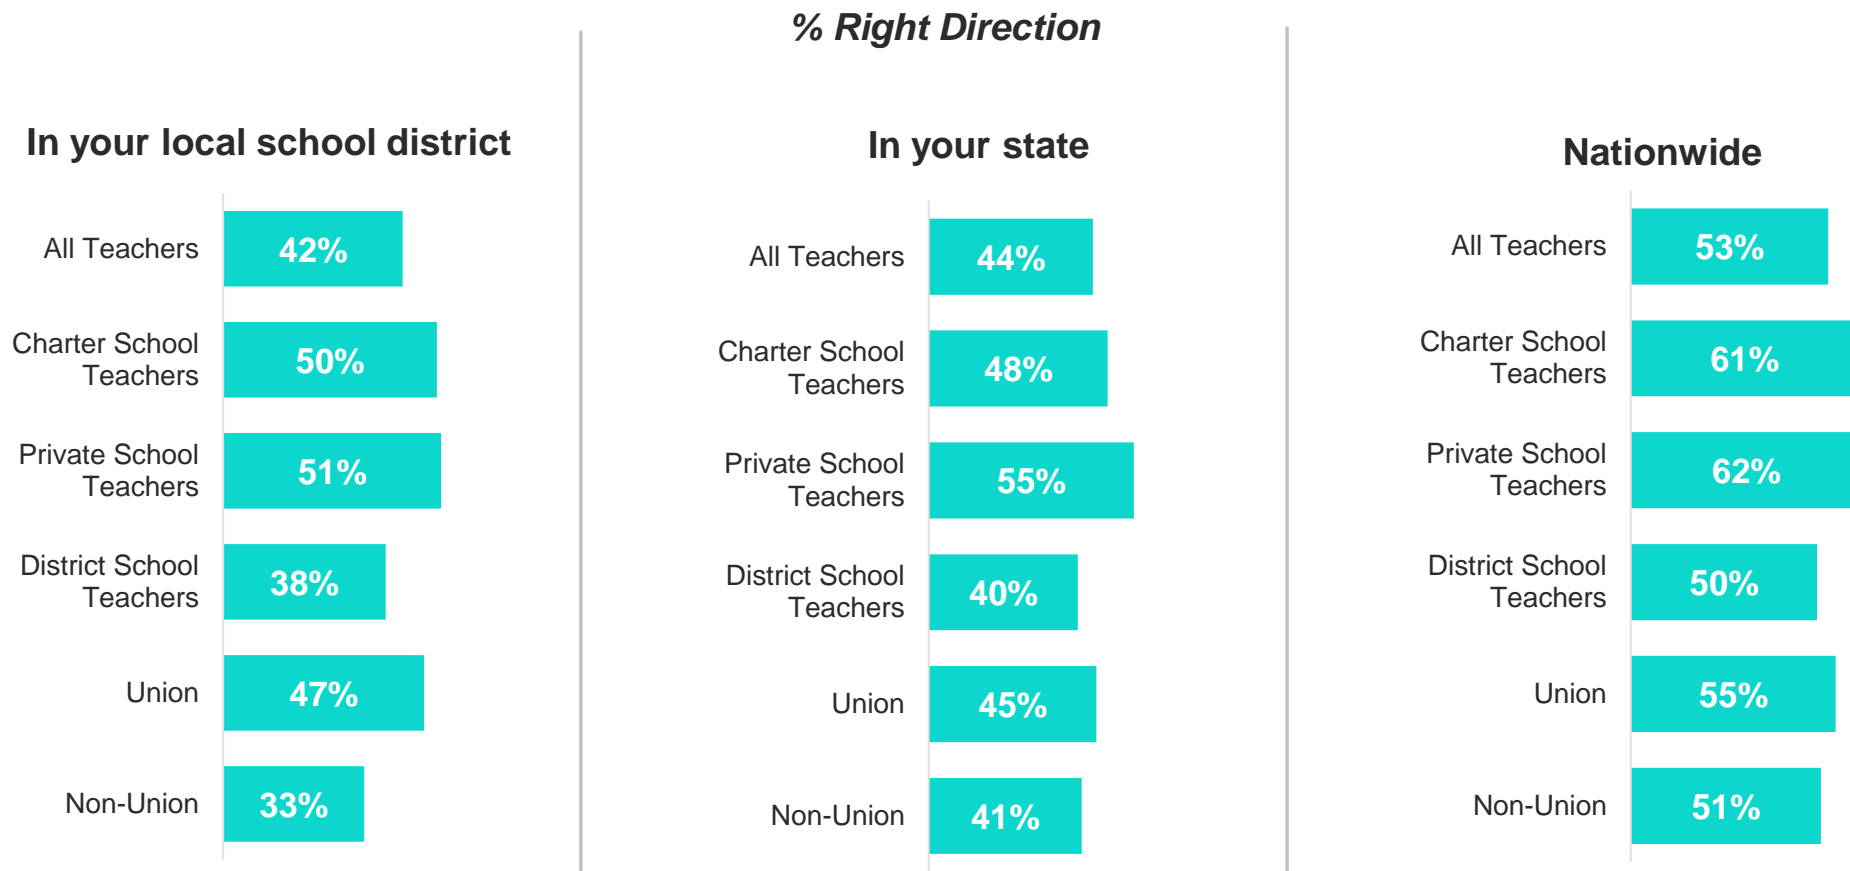 % Right Direction
In your local school district
All Teachers
42%
Charter School
Teachers
50%
Private School
Teachers
51%
District School
Teachers
38%
Union
47%
Non-Union
33%
In your state
All Teachers
44%
Charter School
Teachers
48%
Private School
Teachers
55%
District School
Teachers
40%
Union
45%
Non-Union
41%
Nationwide
All Teachers
53%
Charter School
Teachers
61%
Private School
Teachers
62%
District School
Teachers
50%
Union
55%
Non-Union
51%